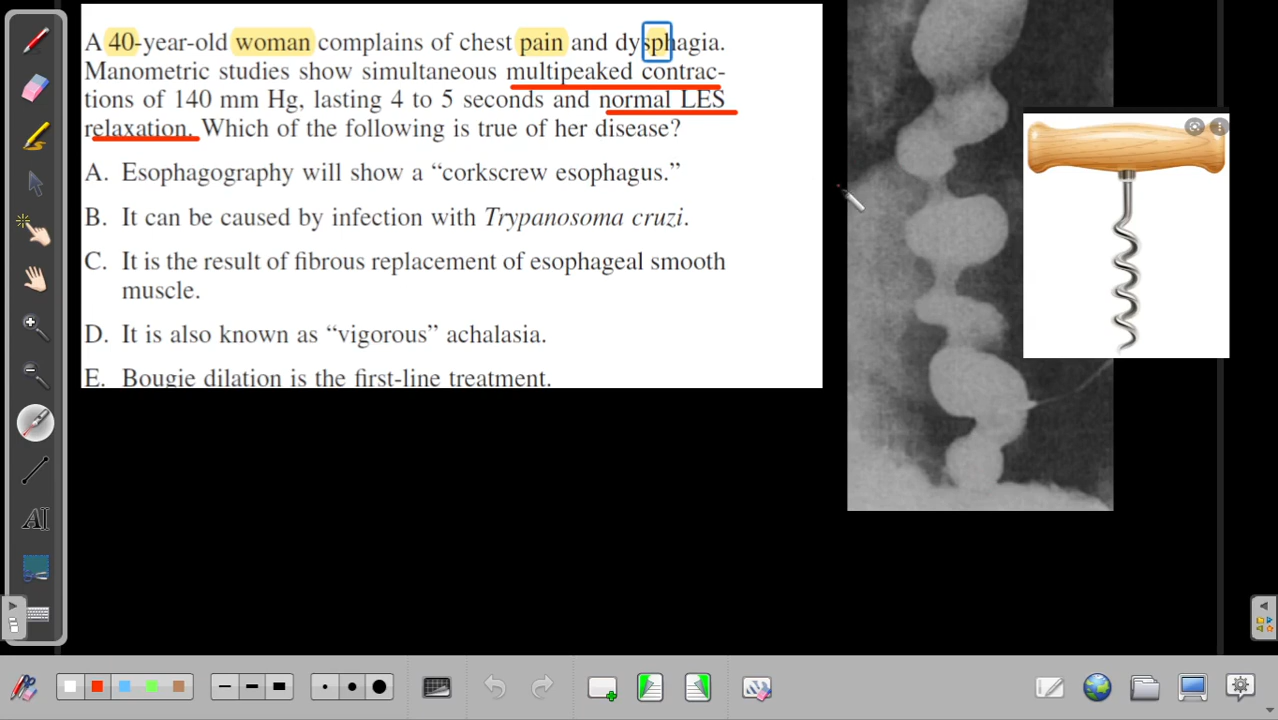 A 40-year-old woman complains of chest pain and dysphagia.
Manometric studies show simultaneous multipeaked contrac-
tions of 140 mm Hg, lasting 4 to 5 seconds and normal LES
relaxation. Which of the following is true of her disease?
A. Esophagography will show a “corkscrew esophagus.”
B. It can be caused by infection with Trypanosoma cruzi.
C. It is the result of fibrous replacement of esophageal smooth
muscle.
D. It is also known as “vigorous” achalasia.
E. Bougie dilation is the first-line treatment.
AI